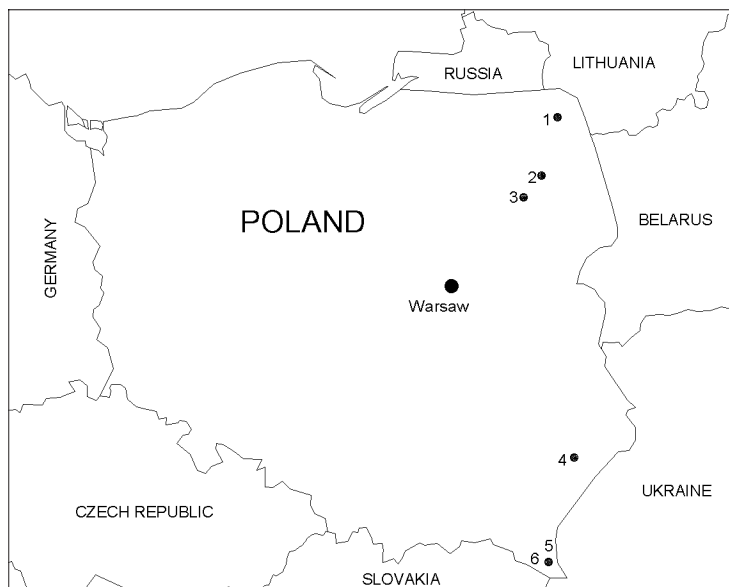 LITHUANIA
RUSSIA
1
2
3
POLAND
BELARUS
GERMANY
Warsaw
4
UKRAINE
CZECH REPUBLIC
5
6
SLOVAKIA